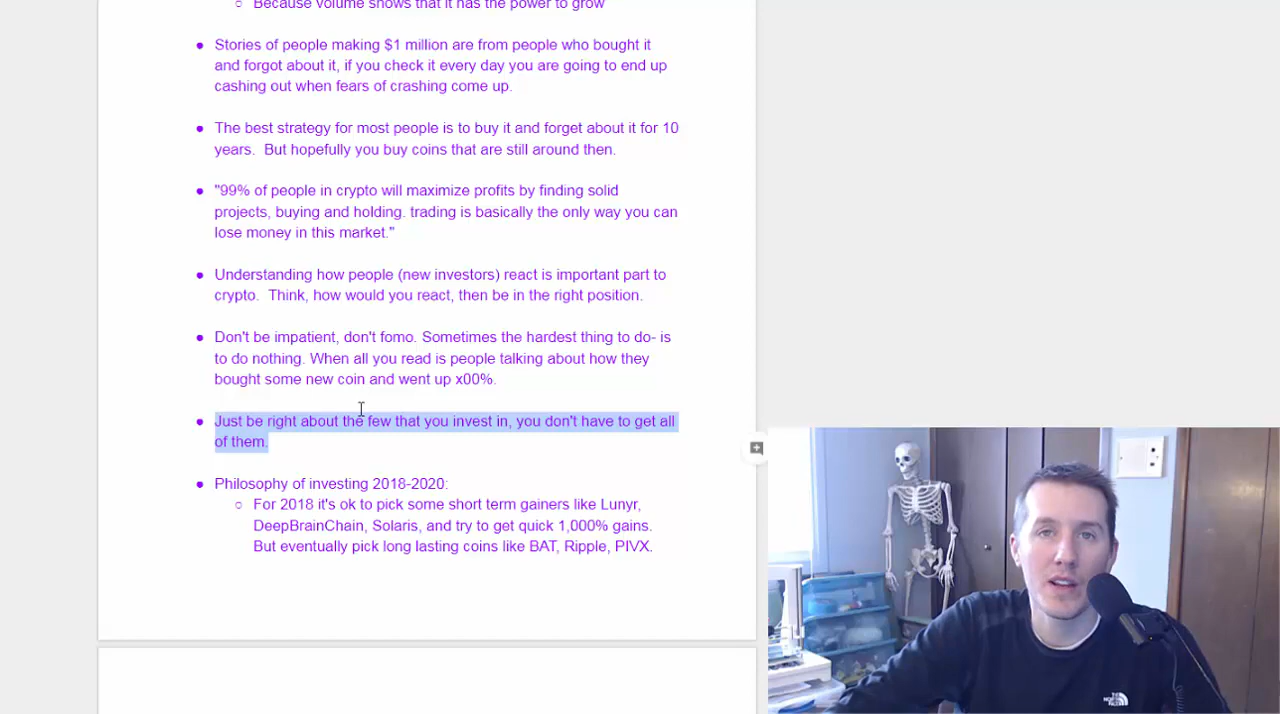 Because volume shows that it has the power to grow
Stories of people making $1 million are from people who bought it
and forgot about it, if you check it every day you are going to end up
cashing out when fears of crashing come up.
The best strategy for most people is to buy it and forget about it for 10
years.  But hopefully you buy coins that are still around then.
"99% of people in crypto will maximize profits by finding solid
projects, buying and holding. trading is basically the only way you can
lose money in this market."
Understanding how people (new investors) react is important part to
crypto.  Think, how would you react, then be in the right position.
Don't be impatient, don't fomo. Sometimes the hardest thing to do- is
to do nothing. When all you read is people talking about how they
bought some new coin and went up x00%.
Just be right about the few that you invest in, you don't have to get all
of them.
Philosophy of investing 2018-2020:
For 2018 it's ok to pick some short term gainers like Lunyr,
DeepBrainChain, Solaris, and try to get quick 1,000% gains.
But eventually pick long lasting coins like BAT, Ripple, PIVX.
THE
NORTH
FACE